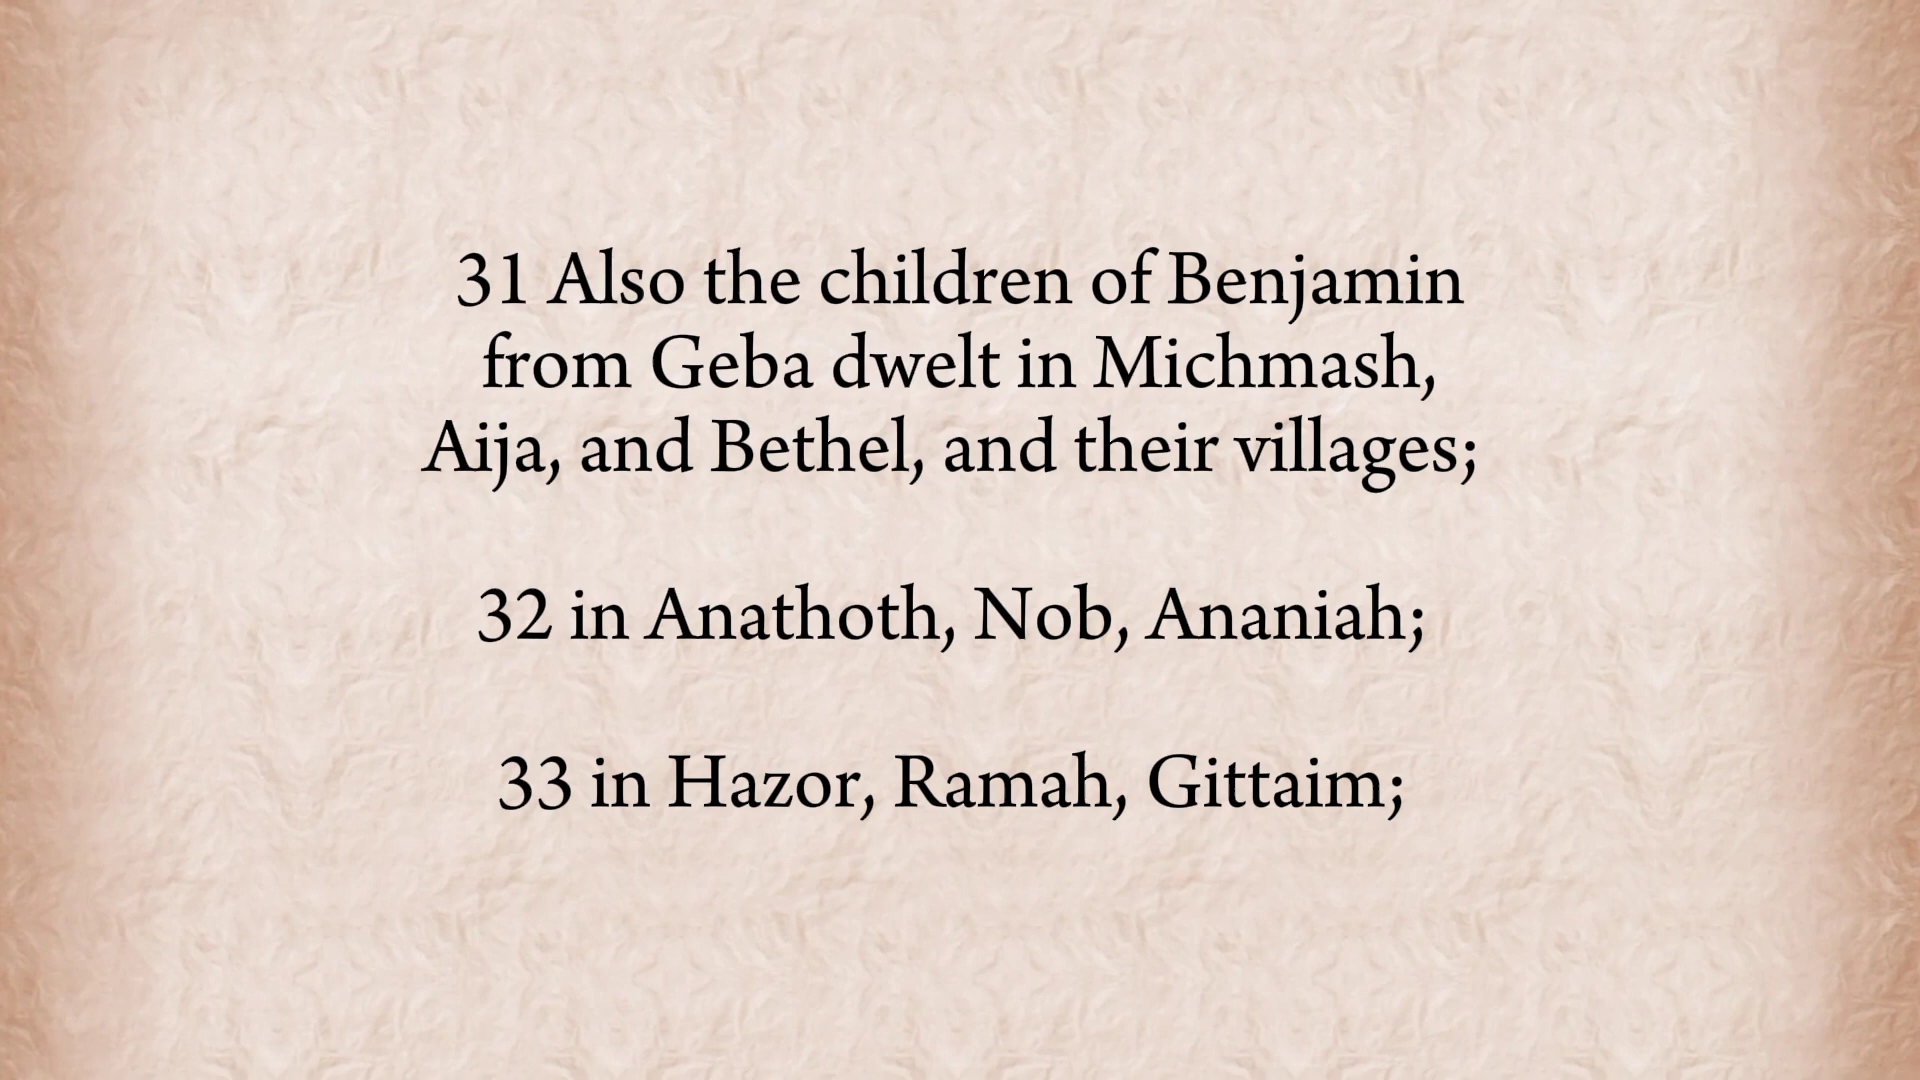 31 Also the children of Benjamin
from Geba dwelt in Michmash,
Aija, and Bethel, and their villages;
32 in Anathoth, Nob, Ananiah;
33 in Hazor, Ramah, Gittaim;